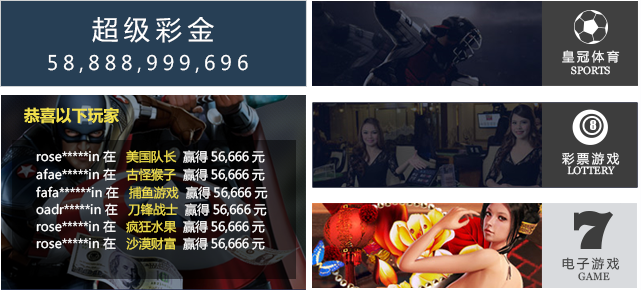 超级彩金
58,888,999,696
恭喜以下玩家
rose*****in 在 美国队长 赢得 56,666 元
afae*****in 在 古怪猴子 赢得 56,666 元
fafa*****in 在 捕鱼游戏 赢得 56,666 元
oadr*****in 在 刀锋战士 赢得 56,666 元
rose*****in 在 疯狂水果 赢得 56,666 元
rose*****in 在 沙漠财富 赢得 56,666 元
皇冠体育
SPORTS
8
彩票游戏
LOTTERY
7
电子游戏
GAME